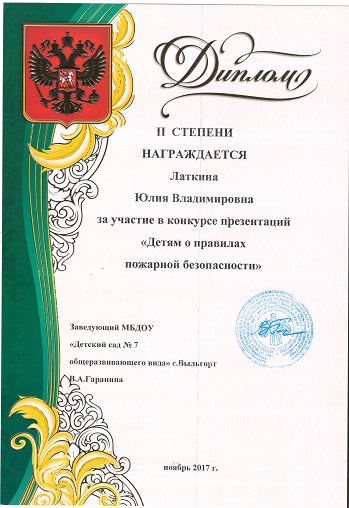 Диплом
II СТЕПЕНИ
НАГРАЖДАЕТСЯ
Латкина
Юлия Владимировна
за участие в конкурсе презентаций
«Детям о правилах
пожарной безопасности»
Заведующий МБДОУ
«Детский сад № 7
общеразвивающего вида» с.Выльгорт
В.А.Гаранина
ноябрь 2017 г.